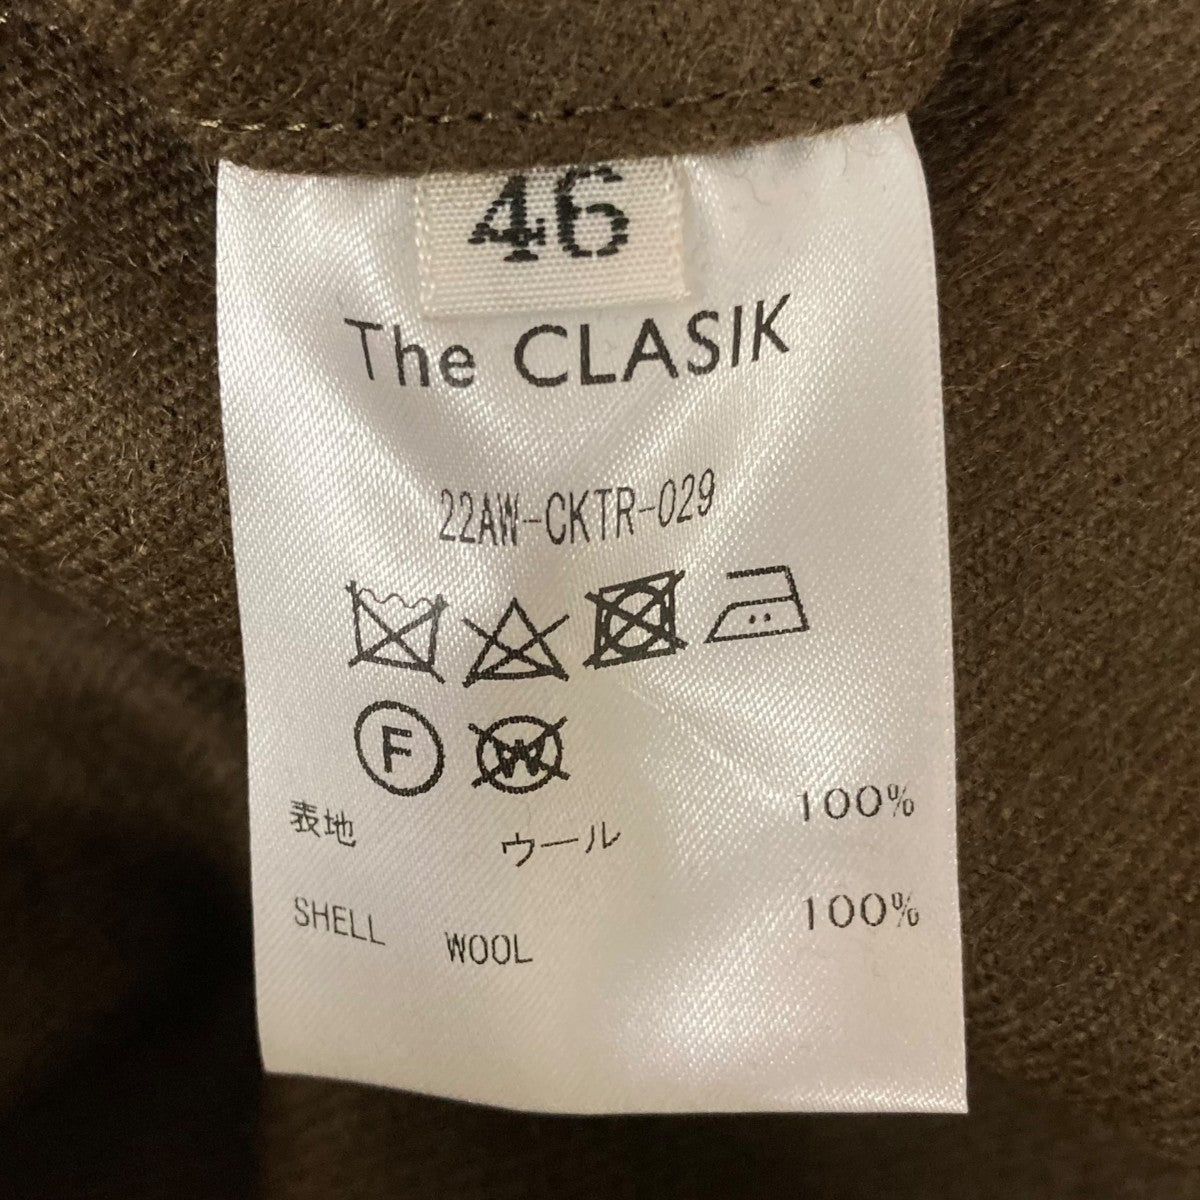 46
The CLASIK
22AW-CKTR-029
F W
表地 ウール 100%
SHELL WOOL 100%